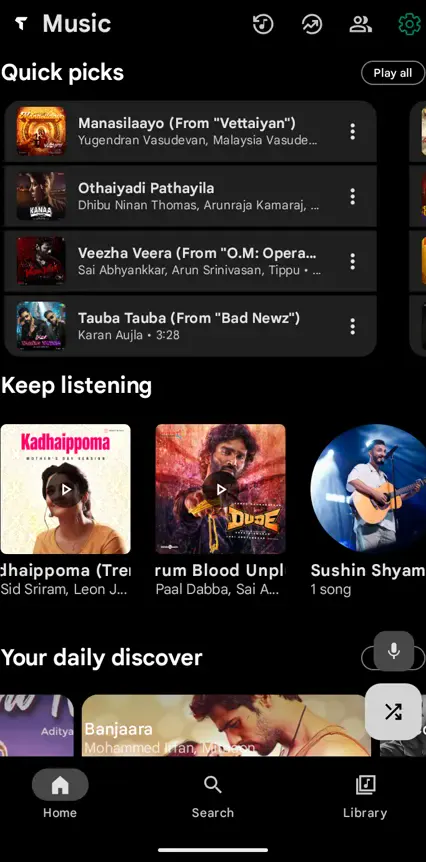 Music
Quick picks
Play all
Manasilaayo (From "Vettaiyan")
Yugendran Vasudevan, Malaysia Vasude...
Othaiyadi Pathayila
Dhibu Ninan Thomas, Arunraja Kamaraj, ...
KANAA
Veezha Veera (From "O.M: Opera...
Sai Abhyankkar, Arun Srinivasan, Tippu • ...
Tauba Tauba (From "Bad Newz")
Karan Aujla • 3:28
Keep listening
Kadhaippoma
MOTHER'S DAY VERSION
DUDE
dhaippoma (Tre
Sid Sriram, Leon J...
rum Blood Unpl
Paal Dabba, Sai A...
Sushin Shyam
1 song
Your daily discover
Aditya
Banjaara
Mohammed Irfan, Mithoon
Home
Search
Library